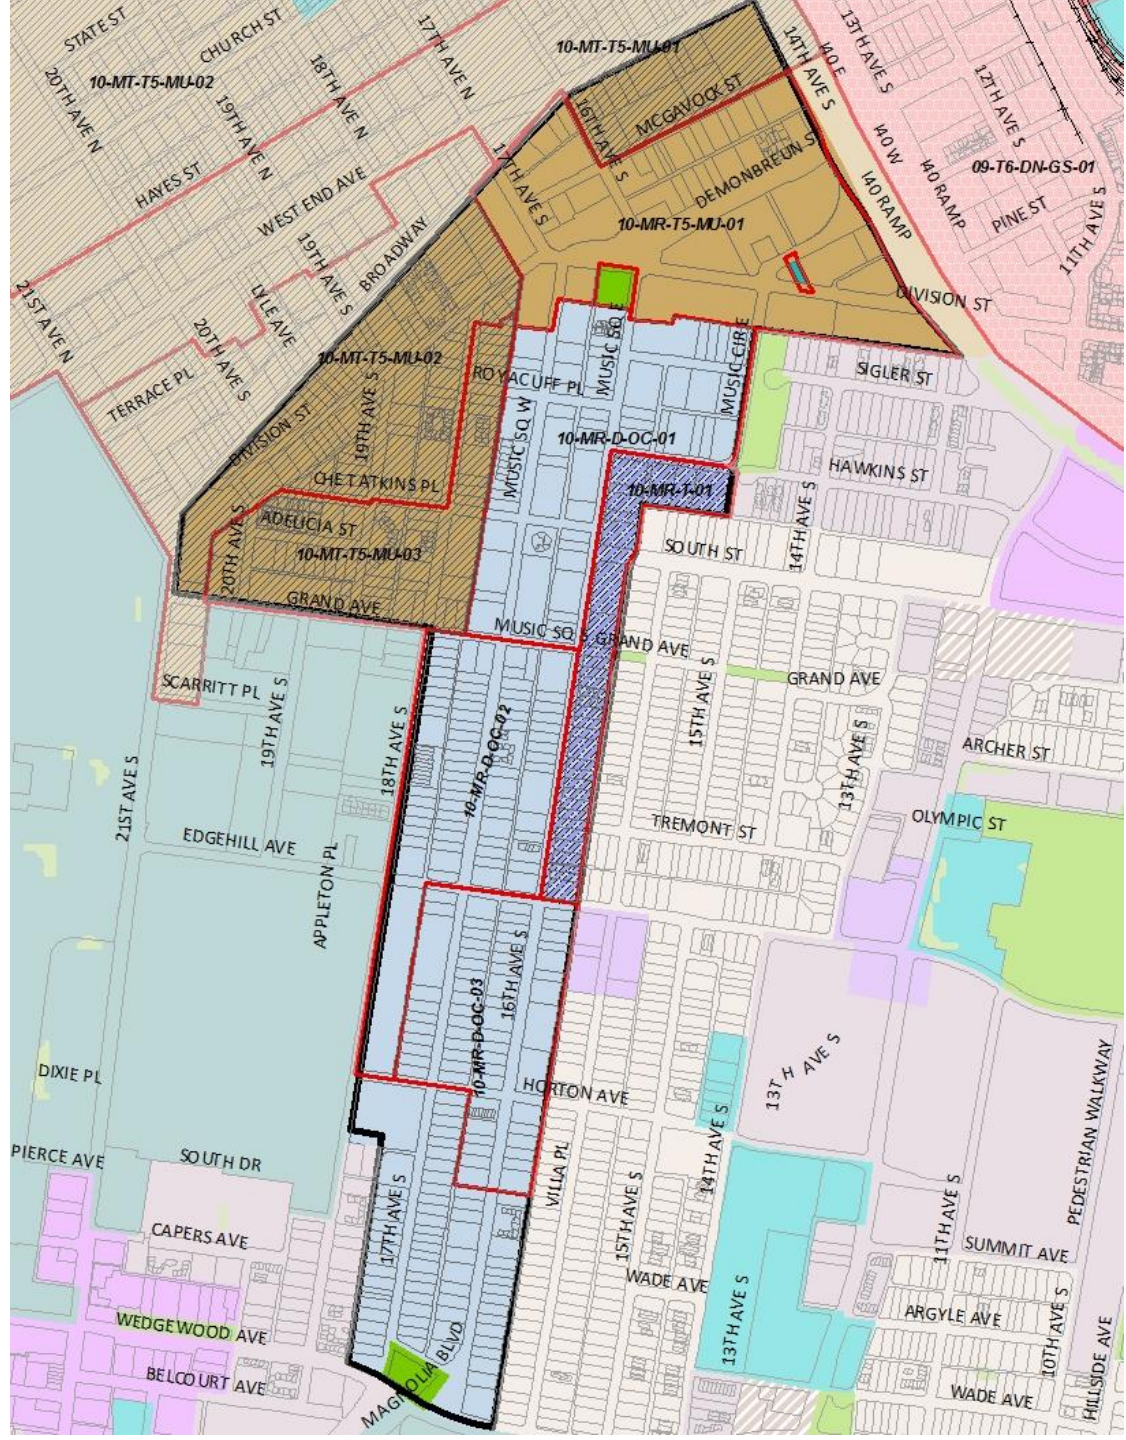 STATE ST
CHURCH ST
17TH AVE N
10-MT-T5-MU-01
14TH AVE S
I40 E
13TH AVE S
10-MT-T5-MU-02
20TH AVE N
19TH AVE N
18TH AVE N
16TH AVE S
MCGAVOCK ST
I40 W
12TH AVE S
09-T6-DN-GS-01
HAYES ST
WEST END AVE
17TH AVE S
DEMONBREUN ST
I40 RAMP
I40 RAMP
PINE ST
11TH AVE S
10-MR-T5-MU-01
BROADWAY
19TH AVE S
21ST AVE N
LYLE AVE
20TH AVE S
TERRACE PL
DIVISION ST
10-MT-T5-MU-02
ROYACUFF PL
MUSIC SQ E
MUSIC CIR E
SIGLER ST
19TH AVE S
DIVISION ST
MUSIC SQ W
10-MR-D-OC-01
HAWKINS ST
CHET ATKINS PL
10-MR-T-01
14TH AVE S
ADELICIA ST
20TH AVE S
10-MT-T5-MU-03
SOUTH ST
GRAND AVE
MUSIC SQ S
GRAND AVE
GRAND AVE
SCARRITT PL
19TH AVE S
18TH AVE S
15TH AVE S
10-MR-D-OC-02
13TH AVE S
ARCHER ST
21ST AVE S
EDGEHILL AVE
TREMONT ST
OLYMPIC ST
APPLETON PL
16TH AVE S
10-MR-D-OC-03
DIXIE PL
HORTON AVE
13TH AVE S
PEDESTRIAN WALKWAY
PIERCE AVE
SOUTH DR
14TH AVE S
VILLA PL
17TH AVE S
15TH AVE S
CAPERS AVE
11TH AVE S
SUMMIT AVE
WADE AVE
ARGYLE AVE
13TH AVE S
10TH AVE S
HILLSIDE AVE
WEDGEWOOD AVE
BELCOURT AVE
MAGNOLIA BLVD
WADE AVE